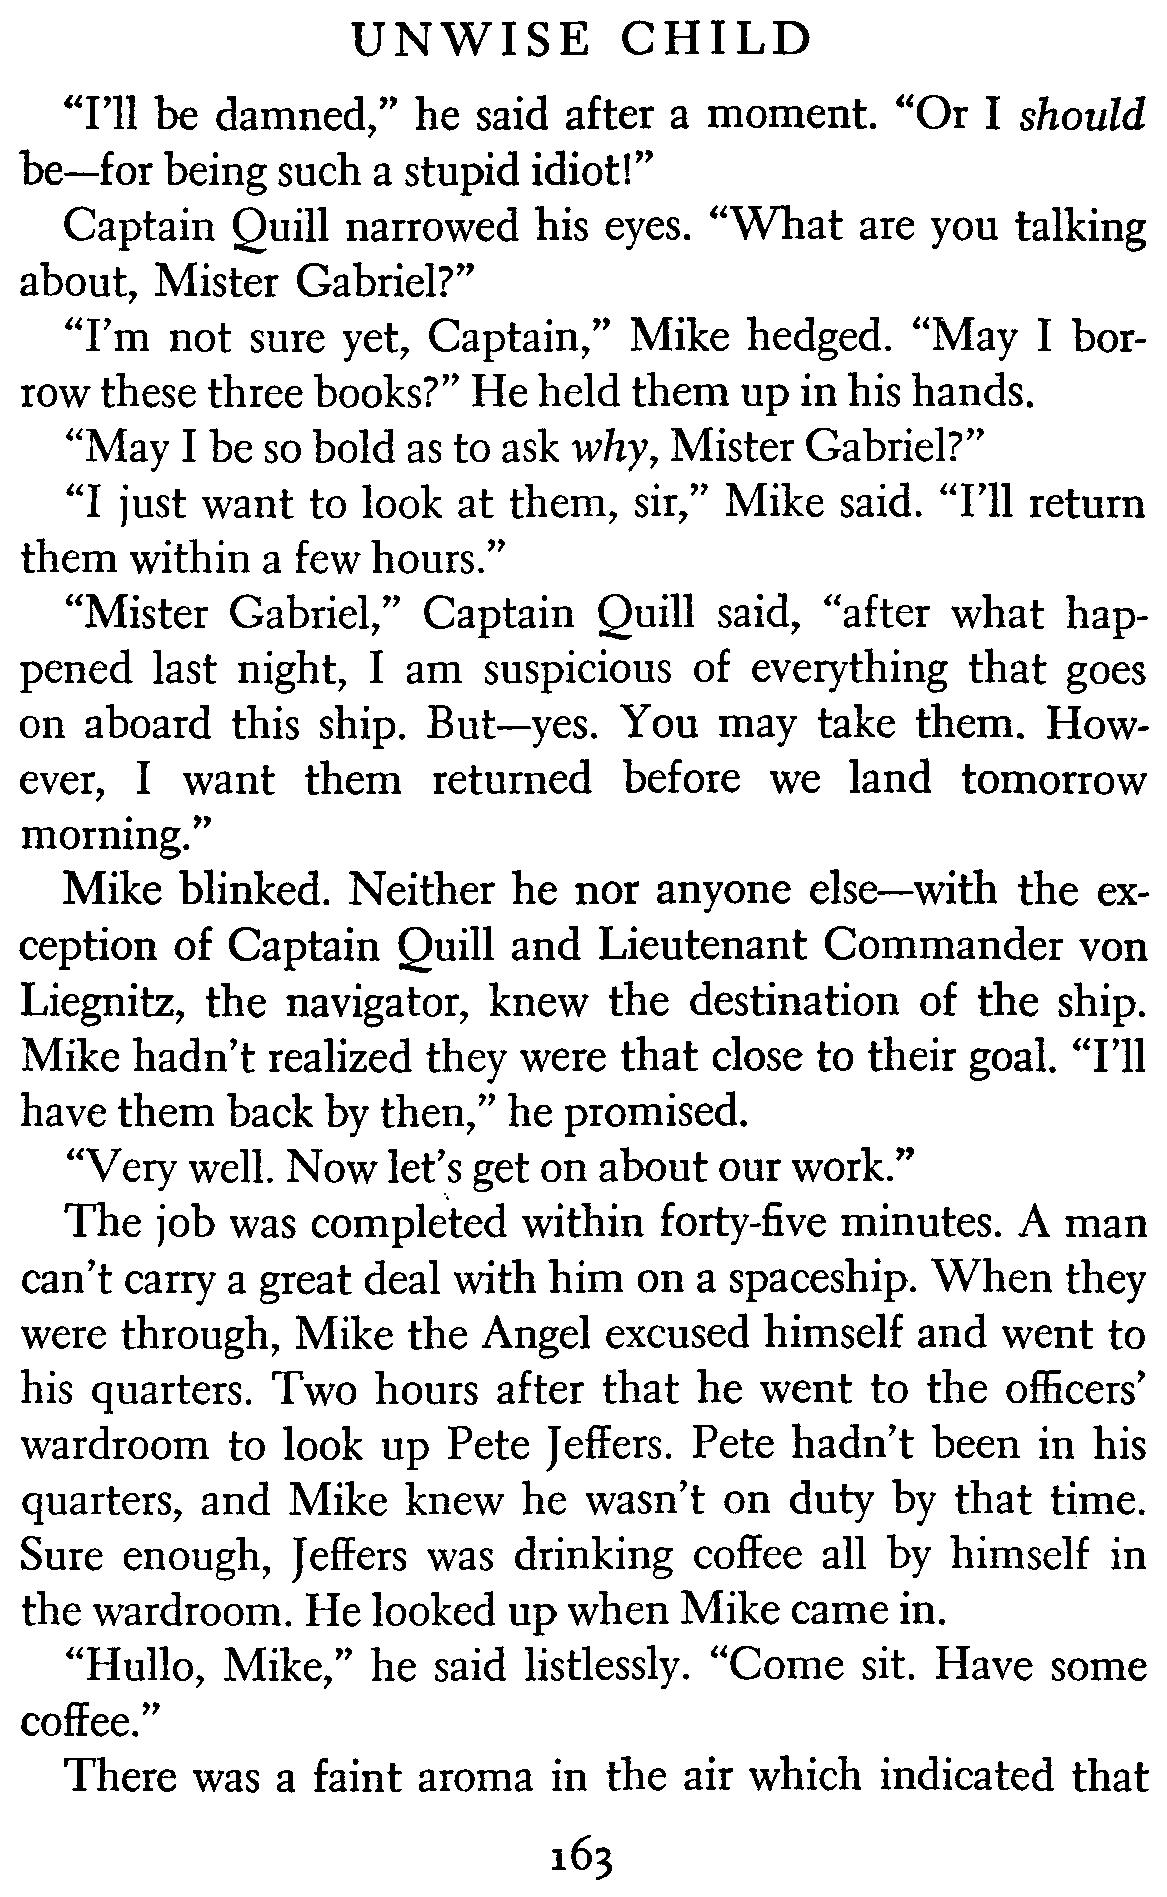 UNWISE CHILD
“I’ll be damned,” he said after a moment. “Or I should
be—for being such a stupid idiot!”
Captain Quill narrowed his eyes. “What are you talking
about, Mister Gabriel?”
“I’m not sure yet, Captain,” Mike hedged. “May I bor-
row these three books?” He held them up in his hands.
“May I be so bold as to ask why, Mister Gabriel?”
“I just want to look at them, sir,” Mike said. “I’ll return
them within a few hours.”
“Mister Gabriel,” Captain Quill said, “after what hap-
pened last night, I am suspicious of everything that goes
on aboard this ship. But—yes. You may take them. How-
ever, I want them returned before we land tomorrow
morning.”
Mike blinked. Neither he nor anyone else—with the ex-
ception of Captain Quill and Lieutenant Commander von
Liegnitz, the navigator, knew the destination of the ship.
Mike hadn’t realized they were that close to their goal. “I’ll
have them back by then,” he promised.
“Very well. Now let’s get on about our work.”
The job was completed within forty-five minutes. A man
can’t carry a great deal with him on a spaceship. When they
were through, Mike the Angel excused himself and went to
his quarters. Two hours after that he went to the officers’
wardroom to look up Pete Jeffers. Pete hadn’t been in his
quarters, and Mike knew he wasn’t on duty by that time.
Sure enough, Jeffers was drinking coffee all by himself in
the wardroom. He looked up when Mike came in.
“Hullo, Mike,” he said listlessly. “Come sit. Have some
coffee.”
There was a faint aroma in the air which indicated that
163